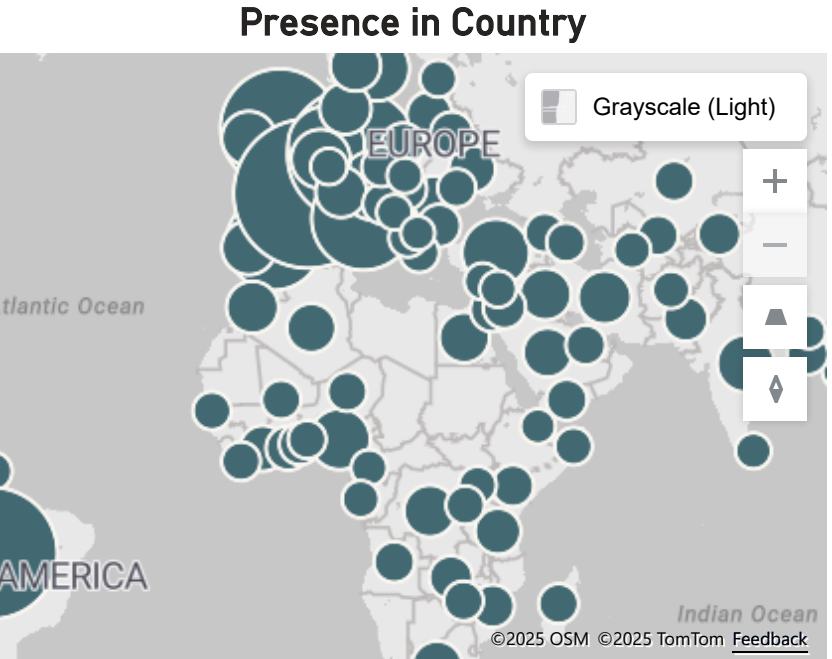 Presence in Country
Grayscale (Light)
EUROPE
tlantic Ocean
AMERICA
Indian Ocean
©2025 OSM ©2025 TomTom Feedback